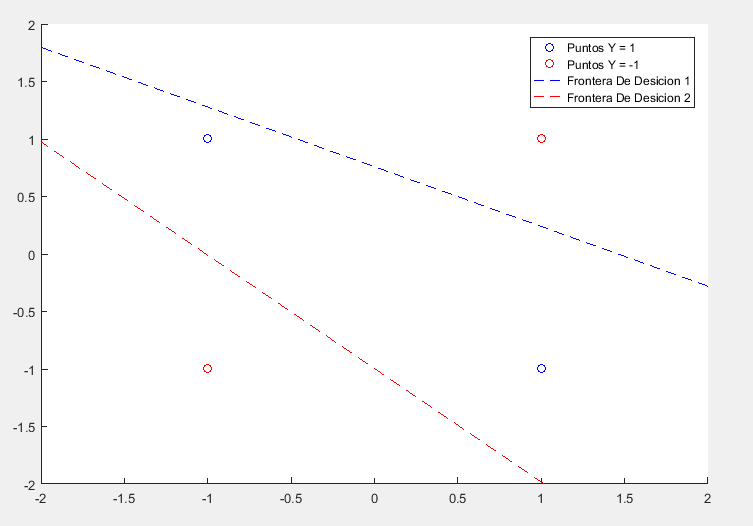 Puntos Y = 1
Puntos Y = -1
Frontera De Desicion 1
Frontera De Desicion 2
2
1.5
1
0.5
0
-0.5
-1
-1.5
-2
-2 -1.5 -1 -0.5 0 0.5 1 1.5 2